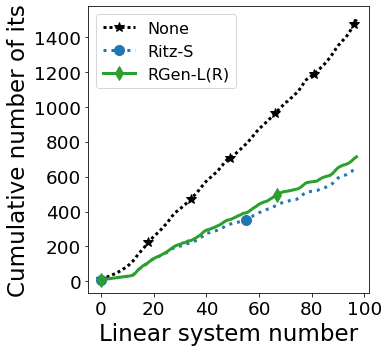 Cumulative number of its
1400
1200
1000
800
600
400
200
0
None
Ritz-S
RGen-L(R)
0 20 40 60 80 100
Linear system number